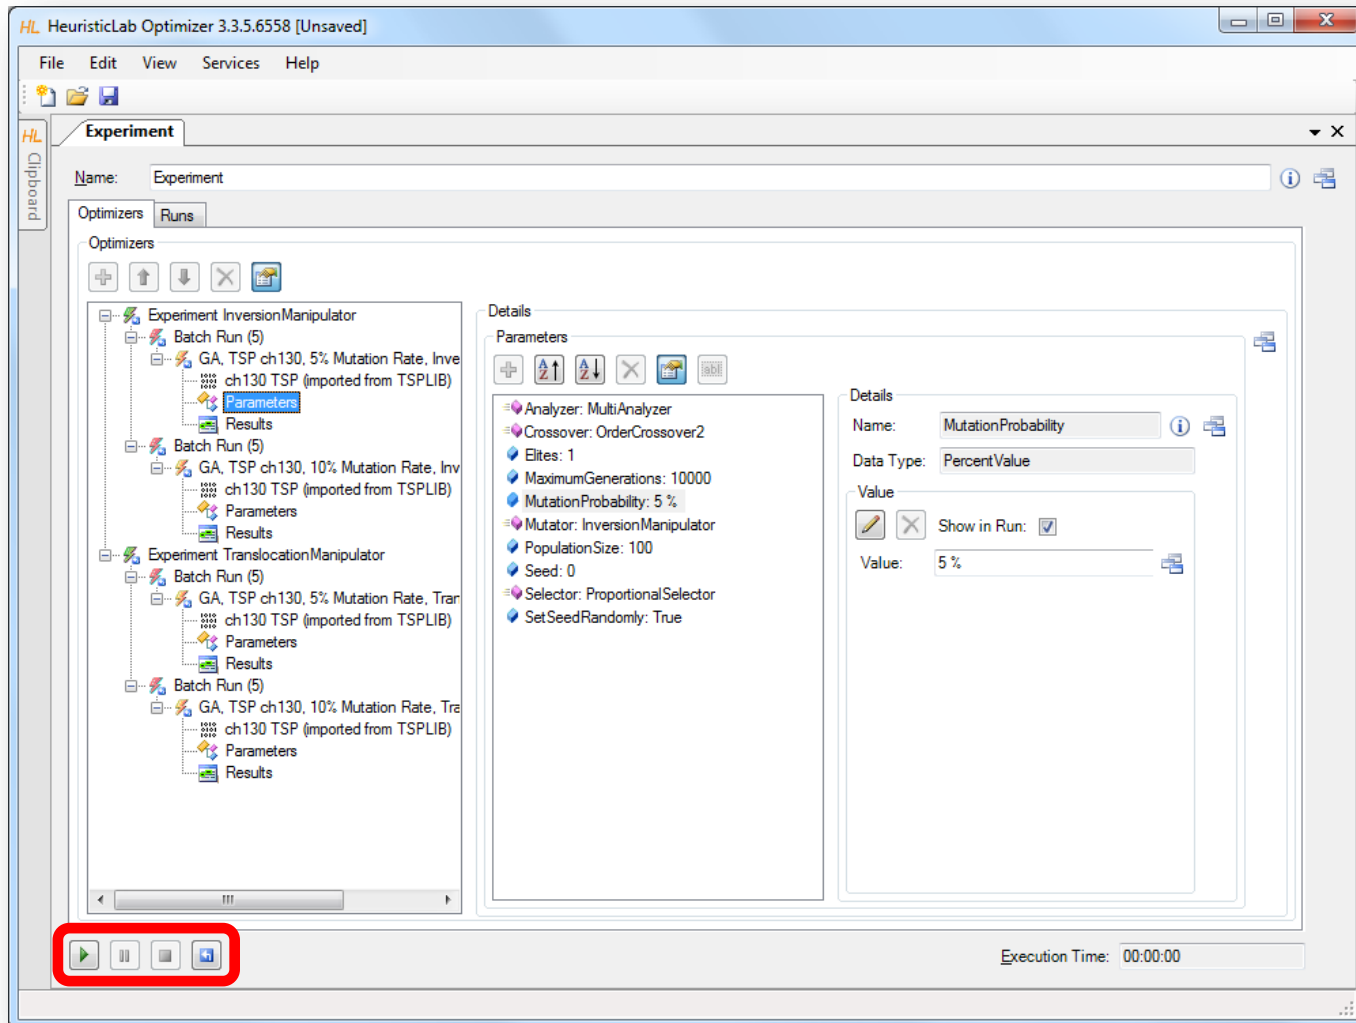 HL HeuristicLab Optimizer 3.3.5.6558 [Unsaved]
File Edit View Services Help
HL Clipboard
Experiment
Name: Experiment
Optimizers Runs
Optimizers
Experiment InversionManipulator
Batch Run (5)
GA, TSP ch130, 5% Mutation Rate, Inve
ch130 TSP (imported from TSPLIB)
Parameters
Results
Batch Run (5)
GA, TSP ch130, 10% Mutation Rate, Inv
ch130 TSP (imported from TSPLIB)
Parameters
Results
Experiment TranslocationManipulator
Batch Run (5)
GA, TSP ch130, 5% Mutation Rate, Tran
ch130 TSP (imported from TSPLIB)
Parameters
Results
Batch Run (5)
GA, TSP ch130, 10% Mutation Rate, Tra
ch130 TSP (imported from TSPLIB)
Parameters
Results
Details
Parameters
AZ AZ abl
Analyzer: MultiAnalyzer
Crossover: OrderCrossover2
Elites: 1
MaximumGenerations: 10000
MutationProbability: 5 %
Mutator: InversionManipulator
PopulationSize: 100
Seed: 0
Selector: ProportionalSelector
SetSeedRandomly: True
Details
Name: MutationProbability
Data Type: PercentValue
Value
Show in Run:
Value: 5 %
Execution Time: 00:00:00